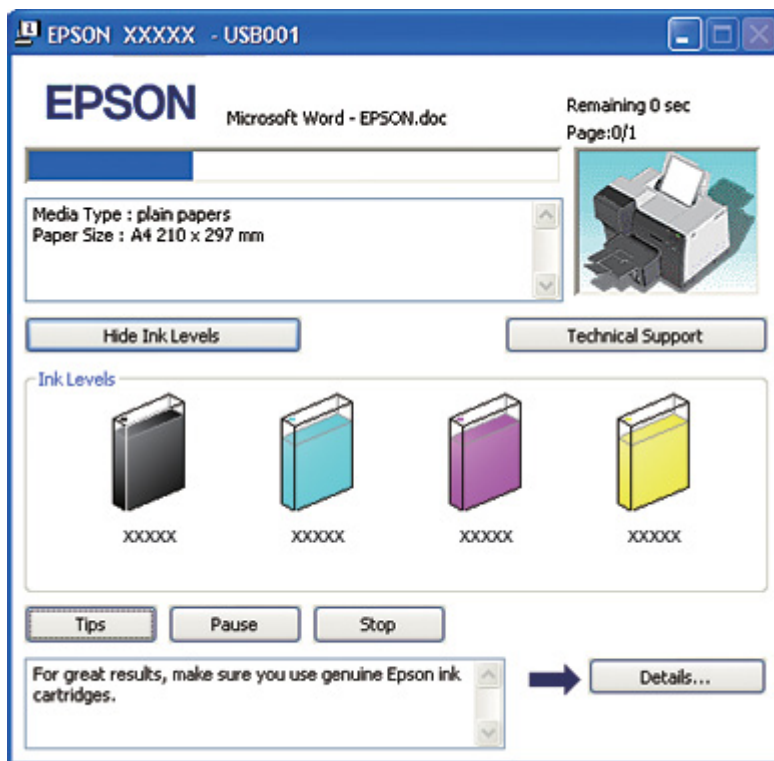 EPSON XXXXX - USB001
EPSON
Microsoft Word - EPSON.doc
Remaining 0 sec
Page:0/1
Media Type : plain papers
Paper Size : A4 210 x 297 mm
Hide Ink Levels
Technical Support
Ink Levels
XXXXX
XXXXX
XXXXX
XXXXX
Tips
Pause
Stop
For great results, make sure you use genuine Epson ink
cartridges.
Details...